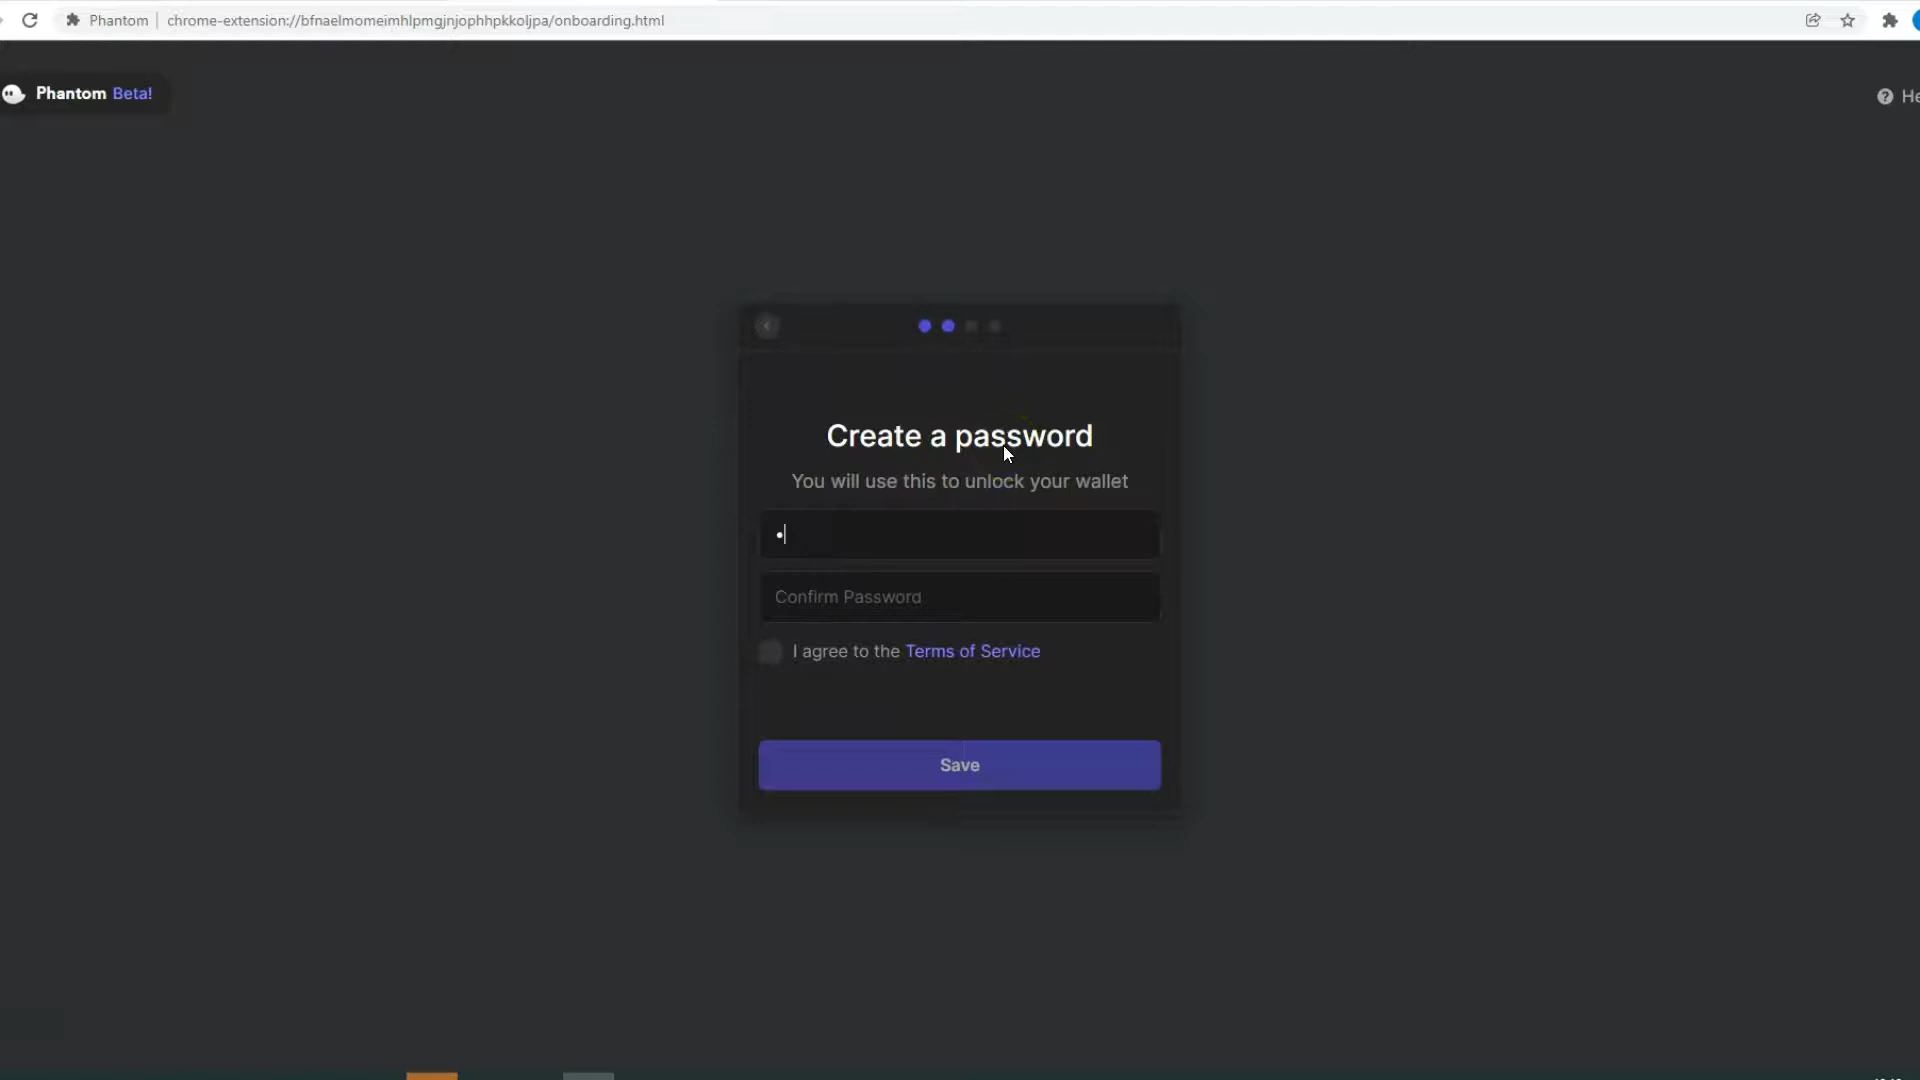 Phantom | chrome-extension://bfnaelmomeimhlpmgjnjophhpkkoljpa/onboarding.html
Phantom Beta!
Create a password
You will use this to unlock your wallet
Confirm Password
I agree to the Terms of Service
Save